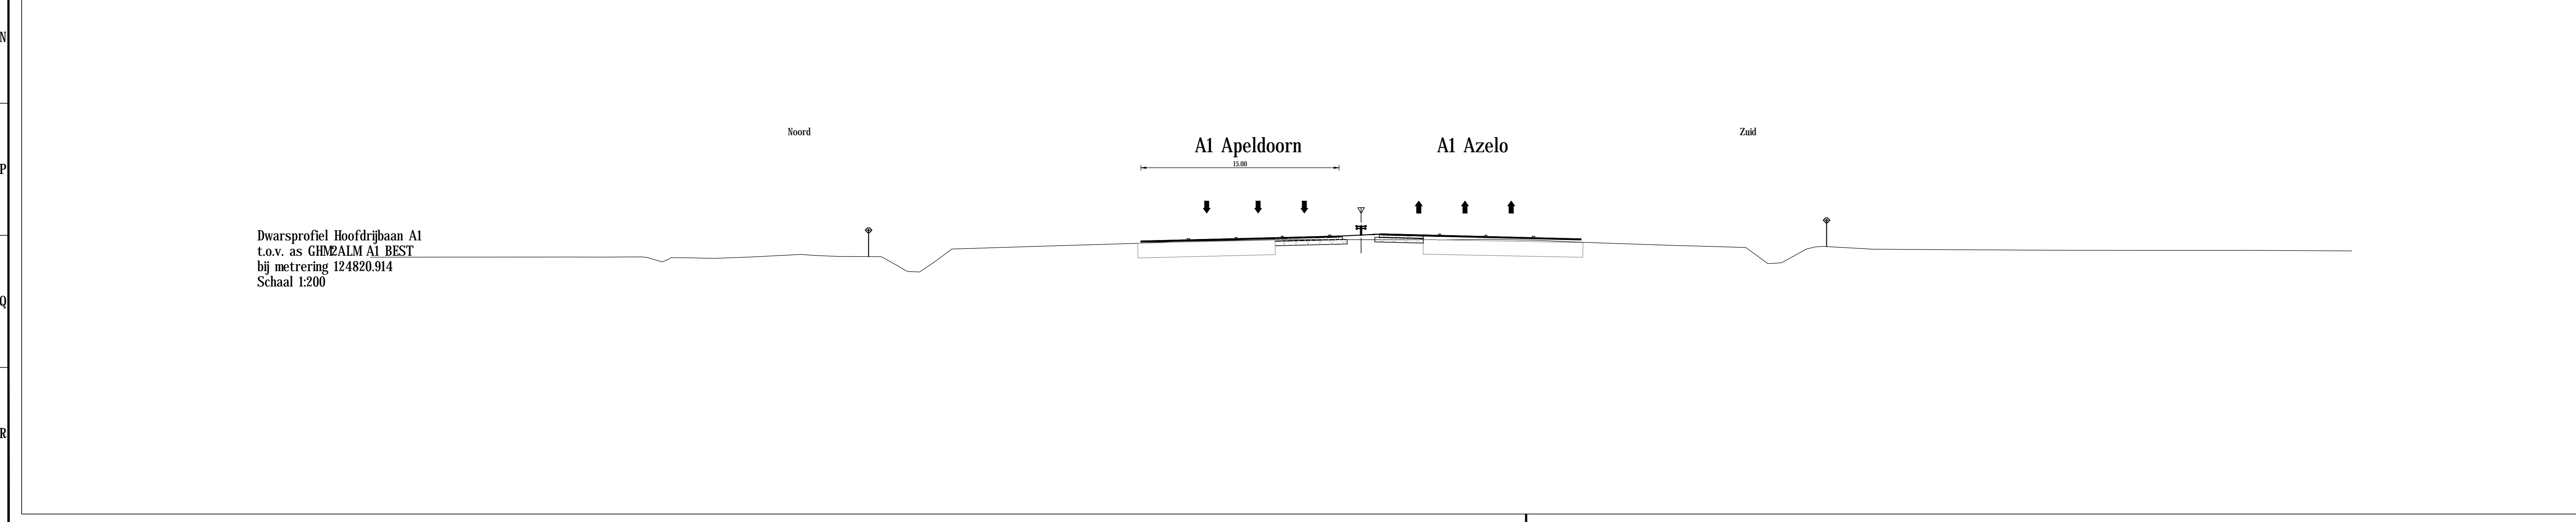 N
Noord
Zuid
A1 Apeldoorn
A1 Azelo
15.00
P
Dwarsprofiel Hoofdrijbaan A1
t.o.v. as GHM2ALM A1 BEST
bij metrering 124820.914
Schaal 1:200
Q
R